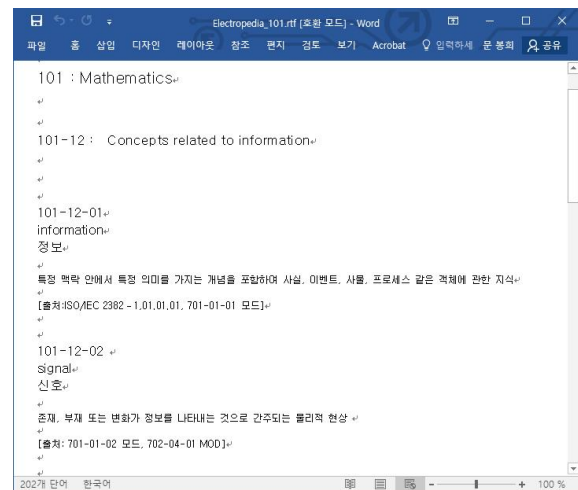 Electropedia_101.rtf [호환 모드] - Word
파일 홈 삽입 디자인 레이아웃 참조 편지 검토 보기 Acrobat 입력하세 문 봉희 공유
101 : Mathematics
101-12 : Concepts related to information
101-12-01
information
정보
특정 맥락 안에서 특정 의미를 가지는 개념을 포함하여 사실, 이벤트, 사물, 프로세스 같은 객체에 관한 지식
[출처:ISO/IEC 2382 - 1,01,01,01, 701-01-01 모드]
101-12-02
signal
신호
존재, 부재 또는 변화가 정보를 나타내는 것으로 간주되는 물리적 현상
[출처: 701-01-02 모드, 702-04-01 MOD]
202개 단어 한국어 100 %